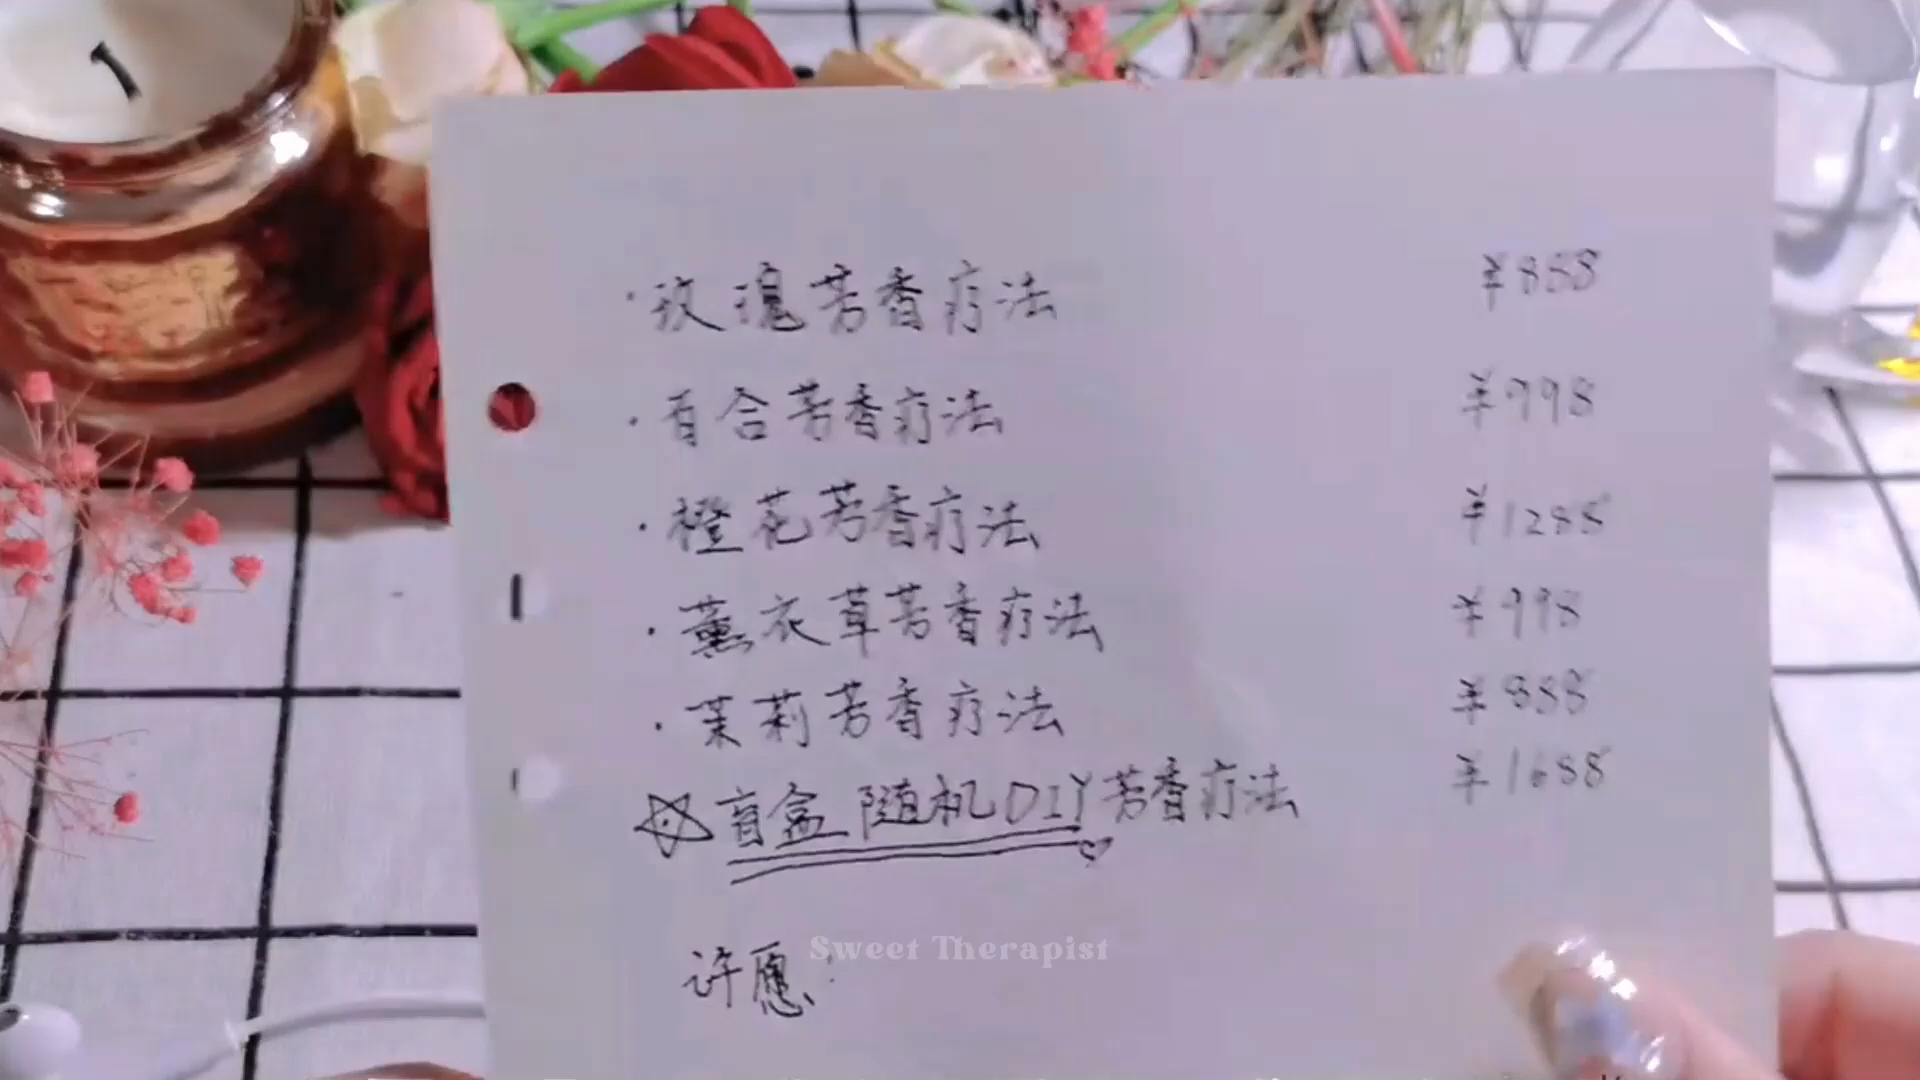 ·玫瑰芳香疗法 ¥888
·百合芳香疗法 ¥998
·橙花芳香疗法 ¥1288
·薰衣草芳香疗法 ¥998
·茉莉芳香疗法 ¥888
☆盲盒随机DIY芳香疗法 ¥1688
许愿:
Sweet Therapist